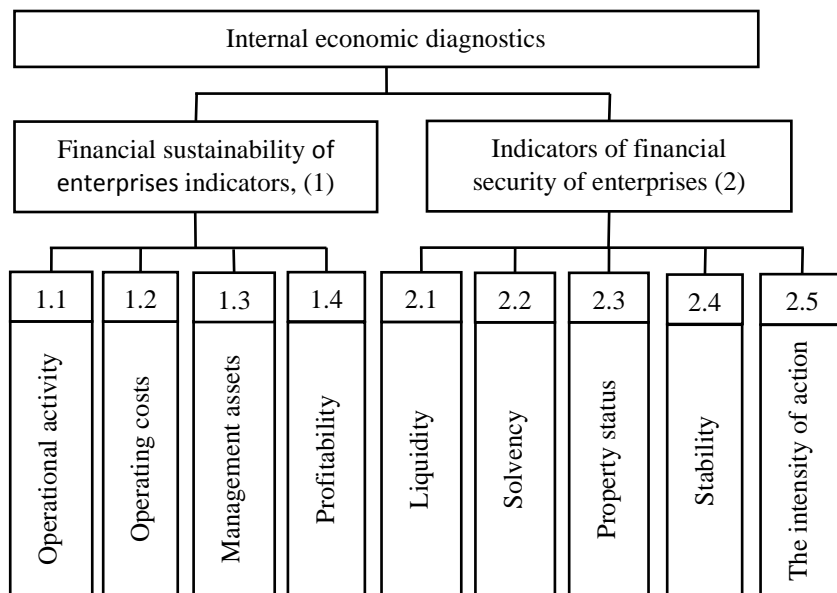 Internal economic diagnostics
Financial sustainability of
enterprises indicators, (1)
Indicators of financial
security of enterprises (2)
1.1
1.2
1.3
1.4
2.1
2.2
2.3
2.4
2.5
Operational activity
Operating costs
Management assets
Profitability
Liquidity
Solvency
Property status
Stability
The intensity of action